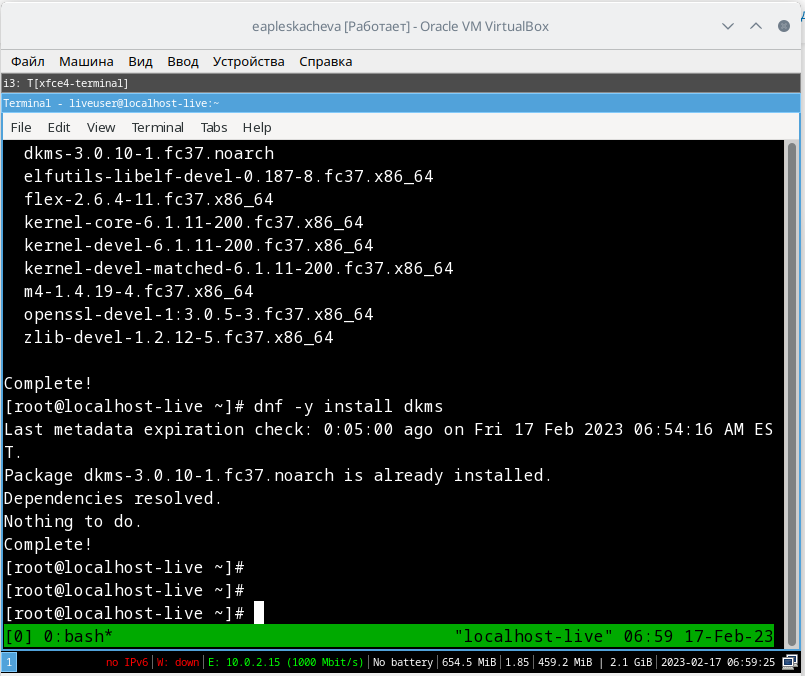 eapleskacheva [Работает] - Oracle VM VirtualBox
Файл Машина Вид Ввод Устройства Справка
i3: T[xfce4-terminal]
Terminal - liveuser@localhost-live:~
File Edit View Terminal Tabs Help
dkms-3.0.10-1.fc37.noarch
elfutils-libelf-devel-0.187-8.fc37.x86_64
flex-2.6.4-11.fc37.x86_64
kernel-core-6.1.11-200.fc37.x86_64
kernel-devel-6.1.11-200.fc37.x86_64
kernel-devel-matched-6.1.11-200.fc37.x86_64
m4-1.4.19-4.fc37.x86_64
openssl-devel-1:3.0.5-3.fc37.x86_64
zlib-devel-1.2.12-5.fc37.x86_64
Complete!
[root@localhost-live ~]# dnf -y install dkms
Last metadata expiration check: 0:05:00 ago on Fri 17 Feb 2023 06:54:16 AM ES
T.
Package dkms-3.0.10-1.fc37.noarch is already installed.
Dependencies resolved.
Nothing to do.
Complete!
[root@localhost-live ~]#
[root@localhost-live ~]#
[root@localhost-live ~]#
[0] 0:bash* "localhost-live" 06:59 17-Feb-23
1 no IPv6 | W: down | E: 10.0.2.15 (1000 Mbit/s) | No battery | 654.5 MiB | 1.85 | 459.2 MiB | 2.1 GiB | 2023-02-17 06:59:25